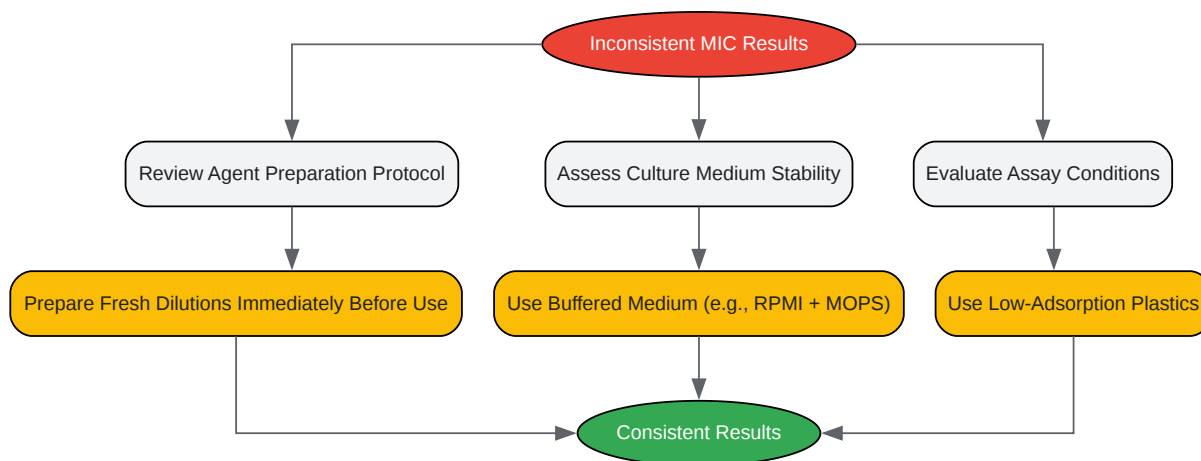 Inconsistent MIC Results
Review Agent Preparation Protocol
Assess Culture Medium Stability
Evaluate Assay Conditions
Prepare Fresh Dilutions Immediately Before Use
Use Buffered Medium (e.g., RPMI + MOPS)
Use Low-Adsorption Plastics
Consistent Results